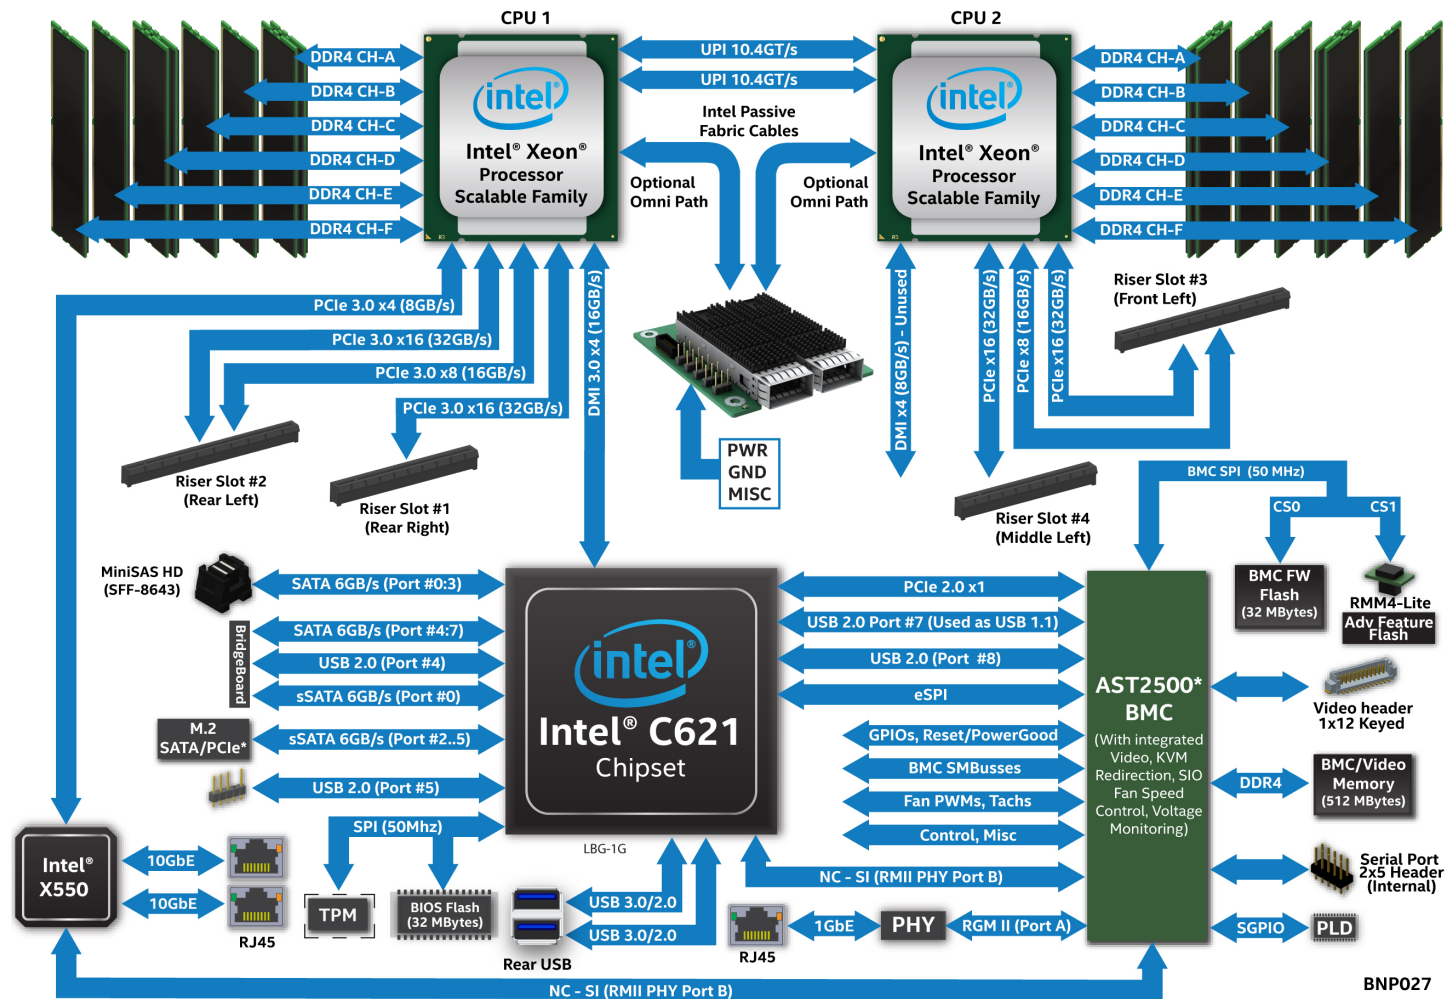 CPU 1
CPU 2
DDR4 CH-A
DDR4 CH-B
DDR4 CH-C
DDR4 CH-D
DDR4 CH-E
DDR4 CH-F
intel®
Intel® Xeon®
Processor
Scalable Family
R3
UPI 10.4GT/s
UPI 10.4GT/s
Intel Passive
Fabric Cables
Optional
Omni Path
Optional
Omni Path
intel®
Intel® Xeon®
Processor
Scalable Family
R3
DDR4 CH-A
DDR4 CH-B
DDR4 CH-C
DDR4 CH-D
DDR4 CH-E
DDR4 CH-F
PCIe 3.0 x4 (8GB/s)
PCIe 3.0 x16 (32GB/s)
PCIe 3.0 x8 (16GB/s)
PCIe 3.0 x16 (32GB/s)
DMI 3.0 x4 (16GB/s)
DMI x4 (8GB/s) - Unused
PCIe x16 (32GB/s)
PCIe x8 (16GB/s)
PCIe x16 (32GB/s)
Riser Slot #3
(Front Left)
Riser Slot #2
(Rear Left)
Riser Slot #1
(Rear Right)
PWR
GND
MISC
Riser Slot #4
(Middle Left)
BMC SPI (50 MHz)
CS0
CS1
BMC FW
Flash
(32 MBytes)
RMM4-Lite
Adv Feature
Flash
MiniSAS HD
(SFF-8643)
SATA 6GB/s (Port #0:3)
BridgeBoard
SATA 6GB/s (Port #4:7)
USB 2.0 (Port #4)
sSATA 6GB/s (Port #0)
M.2
SATA/PCIe*
sSATA 6GB/s (Port #2..5)
USB 2.0 (Port #5)
SPI (50Mhz)
intel®
Intel® C621
Chipset
LBG-1G
PCIe 2.0 x1
USB 2.0 Port #7 (Used as USB 1.1)
USB 2.0 (Port #8)
eSPI
GPIOs, Reset/PowerGood
BMC SMBusses
Fan PWMs, Tachs
Control, Misc
NC - SI (RMII PHY Port B)
AST2500*
BMC
(With integrated
Video, KVM
Redirection, SIO
Fan Speed
Control, Voltage
Monitoring)
Video header
1x12 Keyed
DDR4
BMC/Video
Memory
(512 MBytes)
Serial Port
2x5 Header
(Internal)
SGPIO
PLD
Intel®
X550
10GbE
10GbE
RJ45
TPM
BIOS Flash
(32 MBytes)
USB 3.0/2.0
USB 3.0/2.0
Rear USB
RJ45
1GbE
PHY
RGM II (Port A)
NC - SI (RMII PHY Port B)
BNP027